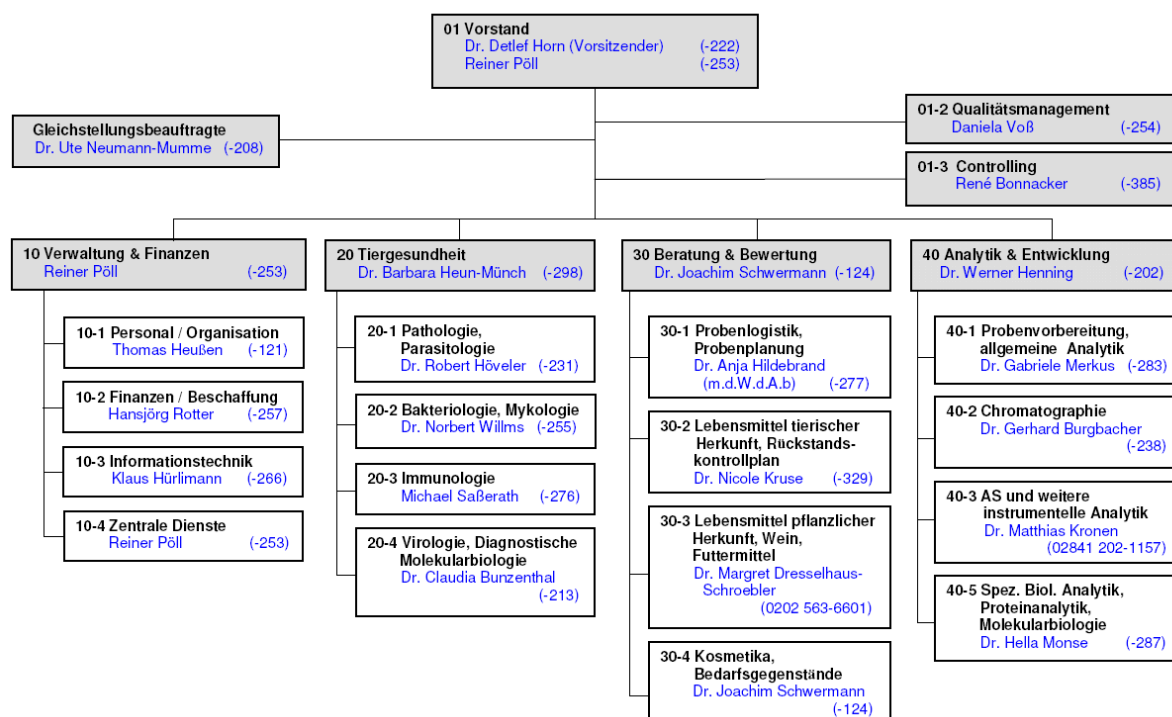 01 Vorstand
Dr. Detlef Horn (Vorsitzender) (-222)
Reiner Pöll (-253)
Gleichstellungsbeauftragte
Dr. Ute Neumann-Mumme (-208)
01-2 Qualitätsmanagement
Daniela Voß (-254)
01-3 Controlling
René Bonnacker (-385)
10 Verwaltung & Finanzen
Reiner Pöll (-253)
10-1 Personal / Organisation
Thomas Heußen (-121)
10-2 Finanzen / Beschaffung
Hansjörg Rotter (-257)
10-3 Informationstechnik
Klaus Hürlimann (-266)
10-4 Zentrale Dienste
Reiner Pöll (-253)
20 Tiergesundheit
Dr. Barbara Heun-Münch (-298)
20-1 Pathologie,
Parasitologie
Dr. Robert Höveler (-231)
20-2 Bakteriologie, Mykologie
Dr. Norbert Willms (-255)
20-3 Immunologie
Michael Saßerath (-276)
20-4 Virologie, Diagnostische
Molekularbiologie
Dr. Claudia Bunzenthal
(-213)
30 Beratung & Bewertung
Dr. Joachim Schwermann (-124)
30-1 Probenlogistik,
Probenplanung
Dr. Anja Hildebrand
(m.d.W.d.A.b) (-277)
30-2 Lebensmittel tierischer
Herkunft, Rückstands-
kontrollplan
Dr. Nicole Kruse (-329)
30-3 Lebensmittel pflanzlicher
Herkunft, Wein,
Futtermittel
Dr. Margret Dresselhaus-
Schroebler
(0202 563-6601)
30-4 Kosmetika,
Bedarfsgegenstände
Dr. Joachim Schwermann
(-124)
40 Analytik & Entwicklung
Dr. Werner Henning (-202)
40-1 Probenvorbereitung,
allgemeine Analytik
Dr. Gabriele Merkus (-283)
40-2 Chromatographie
Dr. Gerhard Burgbacher
(-238)
40-3 AS und weitere
instrumentelle Analytik
Dr. Matthias Kronen
(02841 202-1157)
40-5 Spez. Biol. Analytik,
Proteinanalytik,
Molekularbiologie
Dr. Hella Monse (-287)